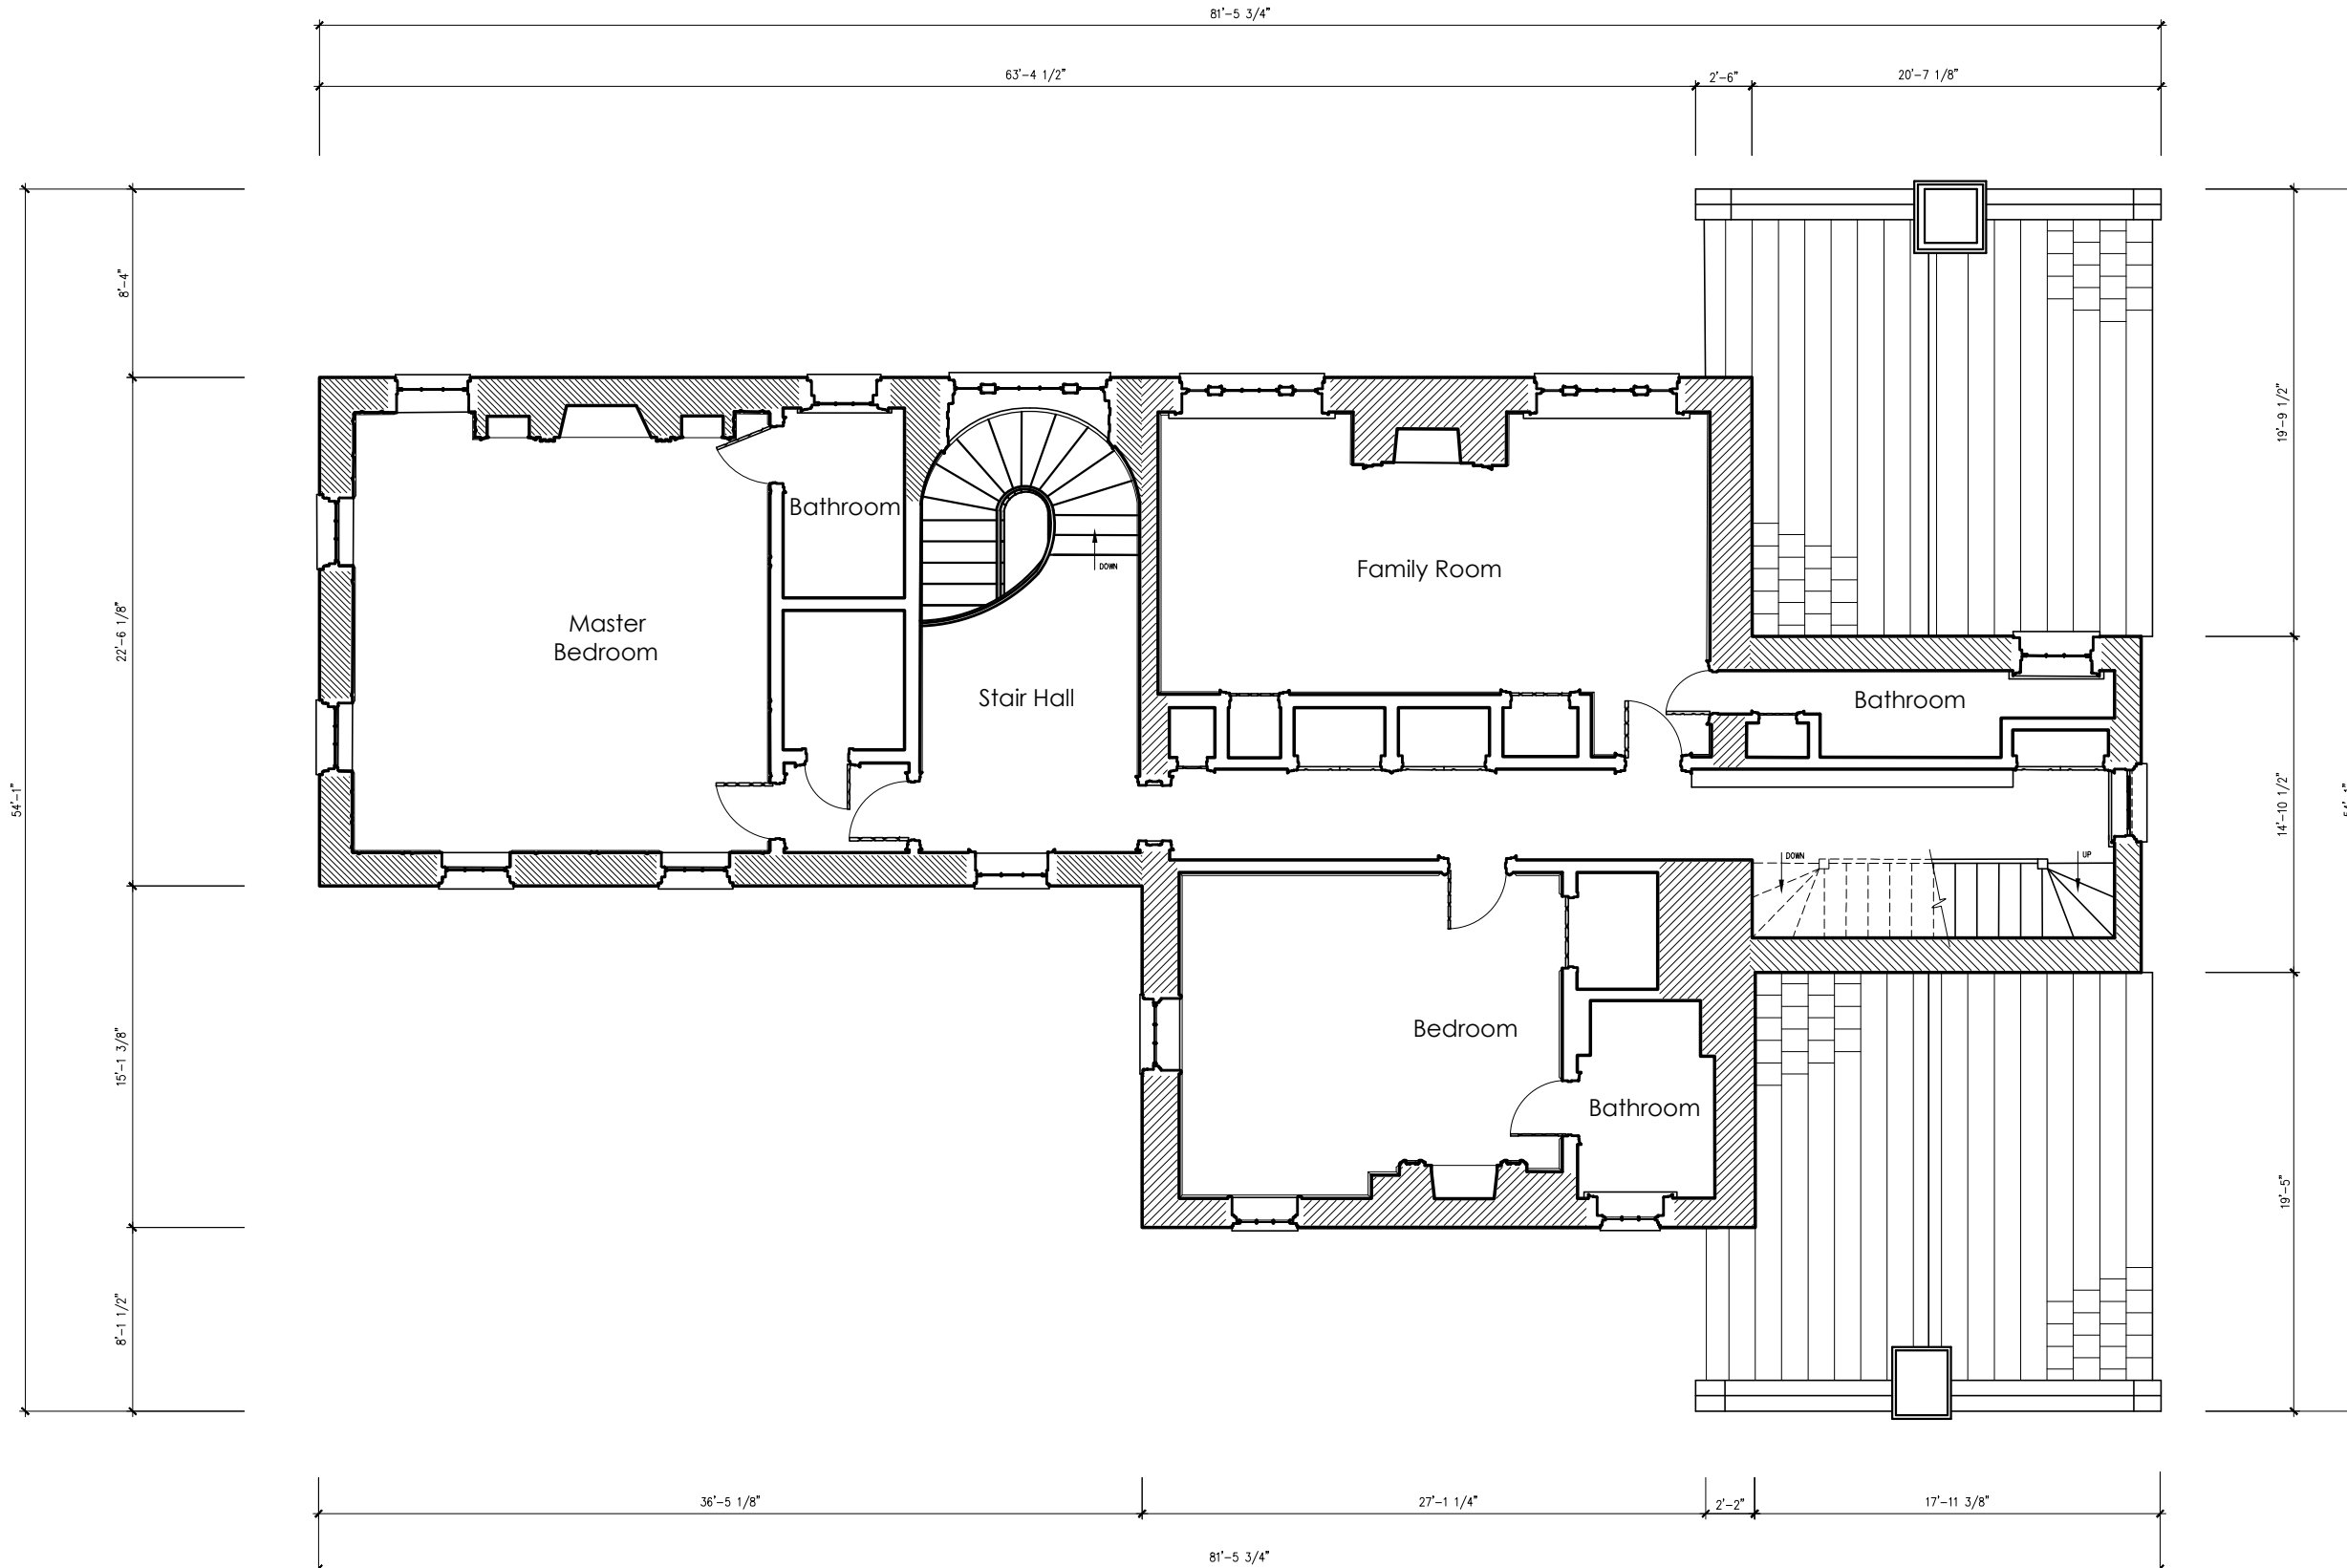 81'-5 3/4"
63'-4 1/2"
2'-6"
20'-7 1/8"
8'-4"
22'-6 1/8"
54'-1"
15'-1 3/8"
8'-1 1/2"
19'-9 1/2"
14'-10 1/2"
19'-5"
Bathroom
Master
Bedroom
Stair Hall
DOWN
Family Room
Bathroom
DOWN
UP
Bedroom
Bathroom
36'-5 1/8"
27'-1 1/4"
2'-2"
17'-11 3/8"
81'-5 3/4"